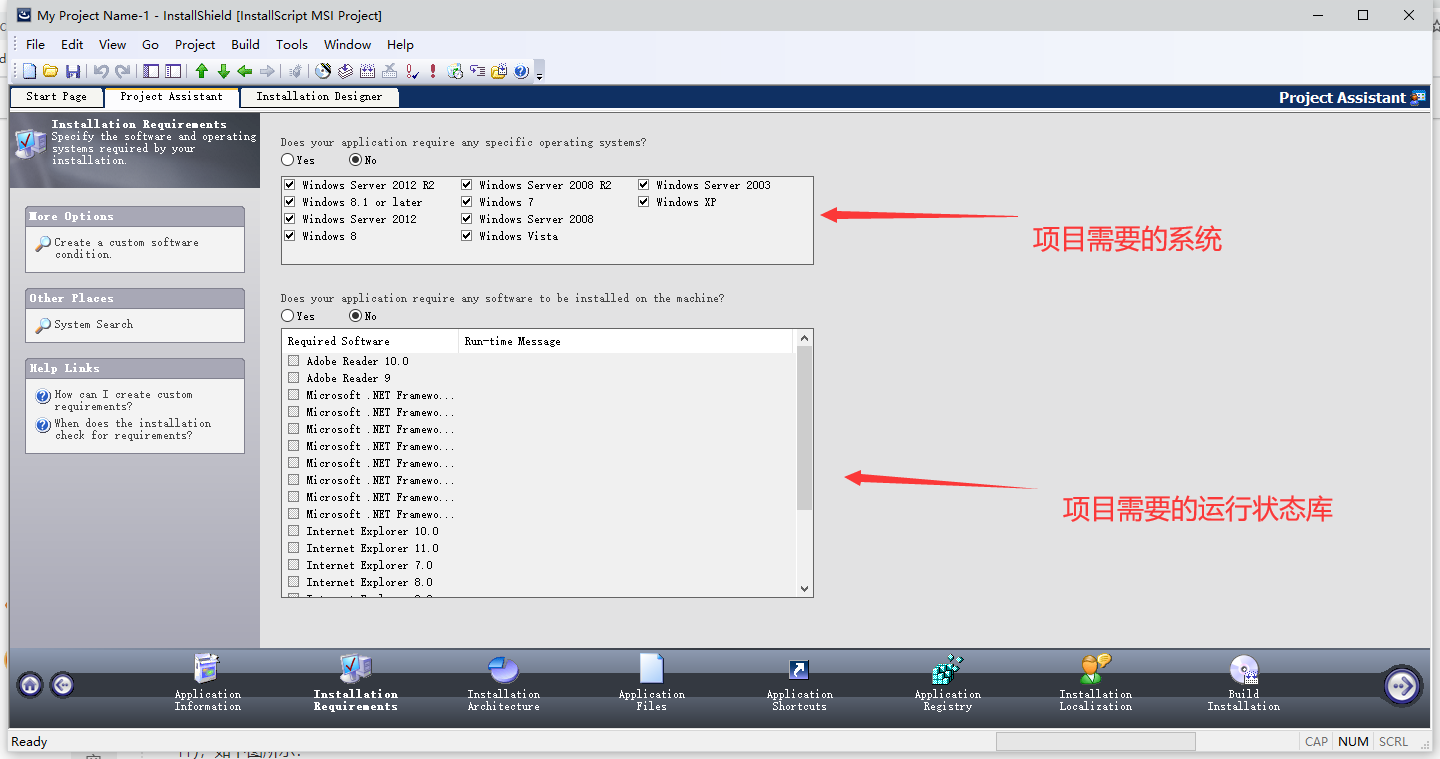 My Project Name-1 - InstallShield [InstallScript MSI Project]
File Edit View Go Project Build Tools Window Help
Start Page Project Assistant Installation Designer Project Assistant
Installation Requirements
Specify the software and operating
systems required by your
installation.
More Options
Create a custom software
condition.
Other Places
System Search
Help Links
How can I create custom
requirements?
When does the installation
check for requirements?
Does your application require any specific operating systems?
Yes No
Windows Server 2012 R2 Windows Server 2008 R2 Windows Server 2003
Windows 8.1 or later Windows 7 Windows XP
Windows Server 2012 Windows Server 2008
Windows 8 Windows Vista
项目需要的系统
Does your application require any software to be installed on the machine?
Yes No
Required Software Run-time Message
Adobe Reader 10.0
Adobe Reader 9
Microsoft .NET Framewo...
Microsoft .NET Framewo...
Microsoft .NET Framewo...
Microsoft .NET Framewo...
Microsoft .NET Framewo...
Microsoft .NET Framewo...
Microsoft .NET Framewo...
Microsoft .NET Framewo...
Internet Explorer 10.0
Internet Explorer 11.0
Internet Explorer 7.0
Internet Explorer 8.0
项目需要的运行状态库
Application
Information
Installation
Requirements
Installation
Architecture
Application
Files
Application
Shortcuts
Application
Registry
Installation
Localization
Build
Installation
Ready CAP NUM SCRL